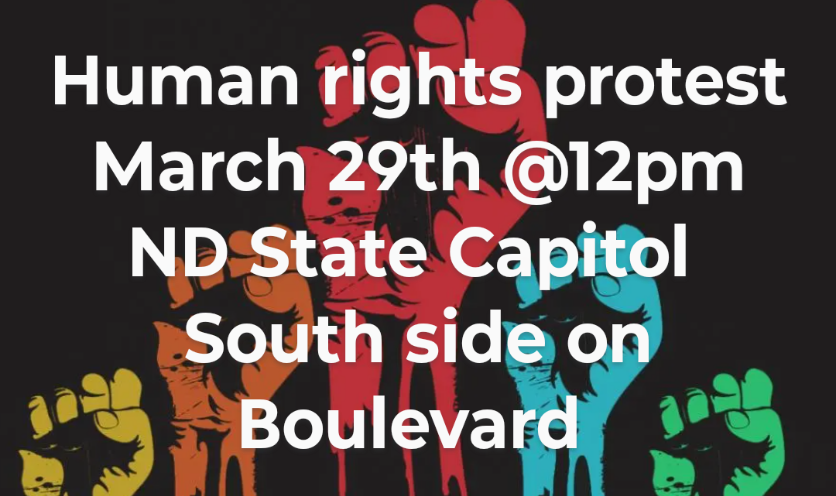 Human rights protest
March 29th @12pm
ND State Capitol
South side on
Boulevard